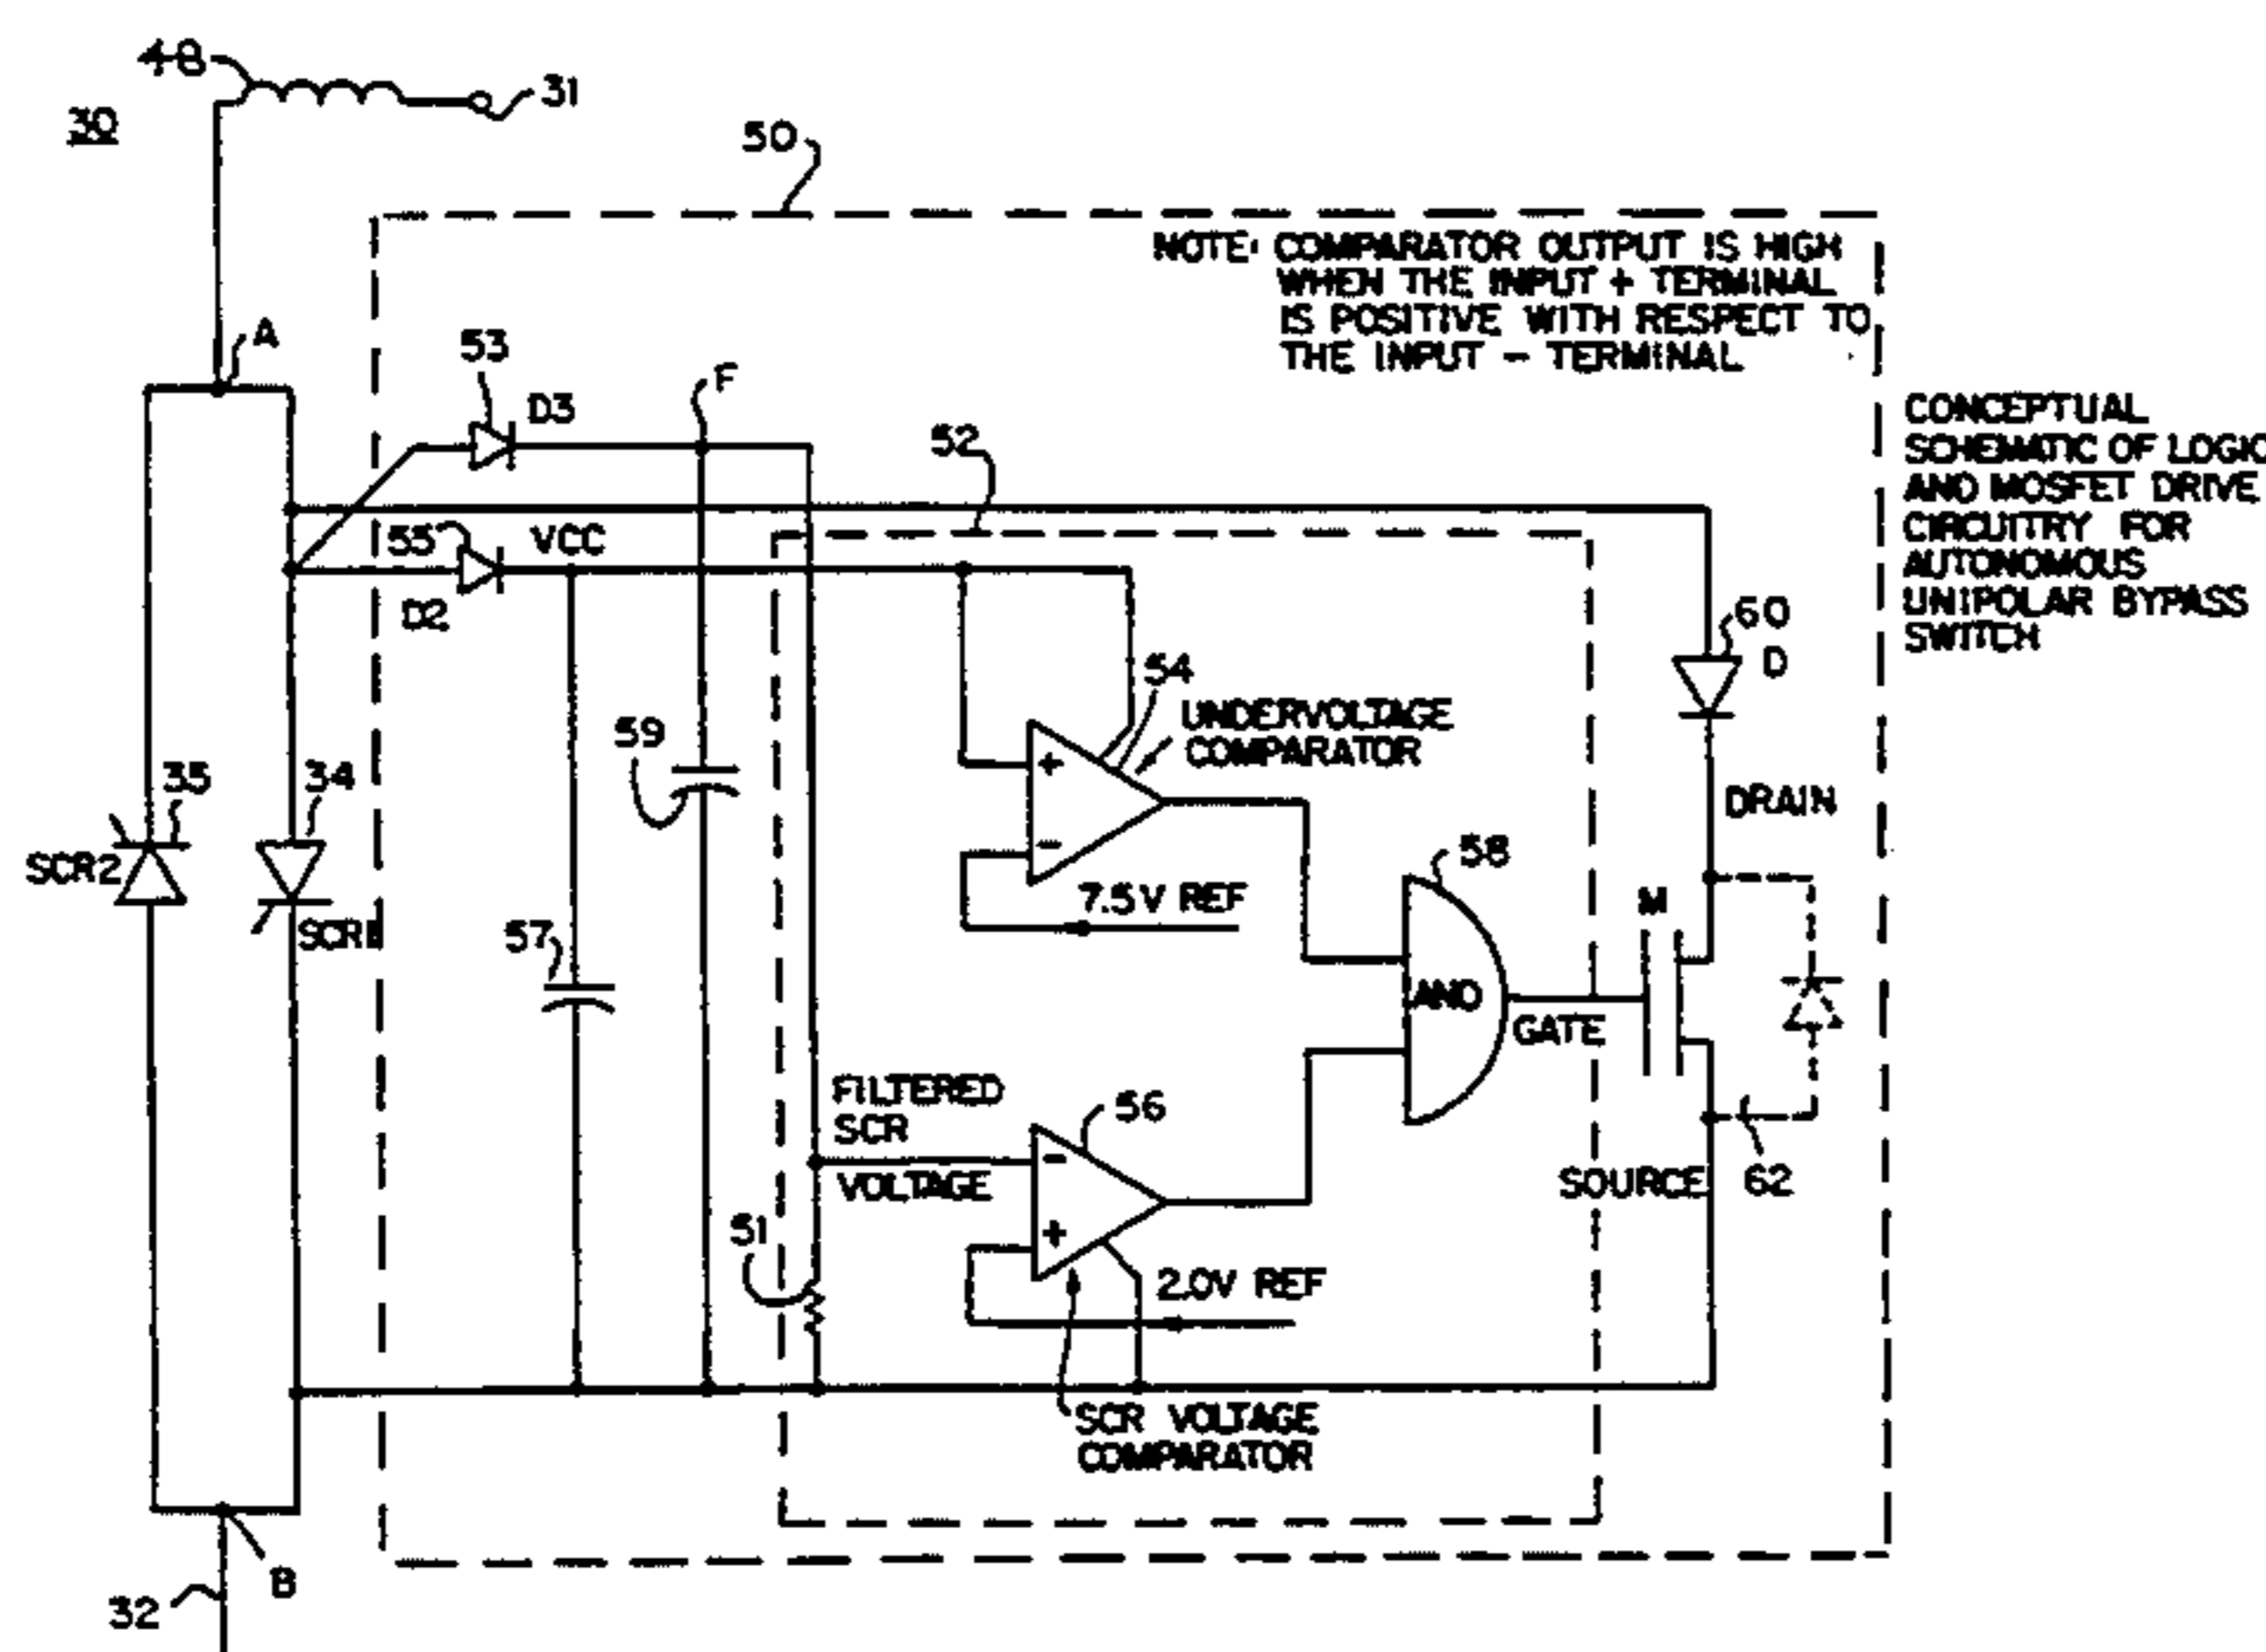 48
31
30
50
NOTE: COMPARATOR OUTPUT IS HIGH
WHEN THE INPUT + TERMINAL
IS POSITIVE WITH RESPECT TO
THE INPUT - TERMINAL
A
53
D3
F
52
CONCEPTUAL
SCHEMATIC OF LOGIC
AND MOSFET DRIVE
CIRCUITRY FOR
AUTONOMOUS
UNIPOLAR BYPASS
SWITCH
55
VCC
D2
60
D
54
UNDERVOLTAGE
COMPARATOR
59
35
34
DRAIN
+
-
SCR2
SCR1
7.5V REF
58
M
57
AND
GATE
FILTERED
SCR
VOLTAGE
56
-
+
SOURCE
62
51
2.0V REF
SCR VOLTAGE
COMPARATOR
B
32